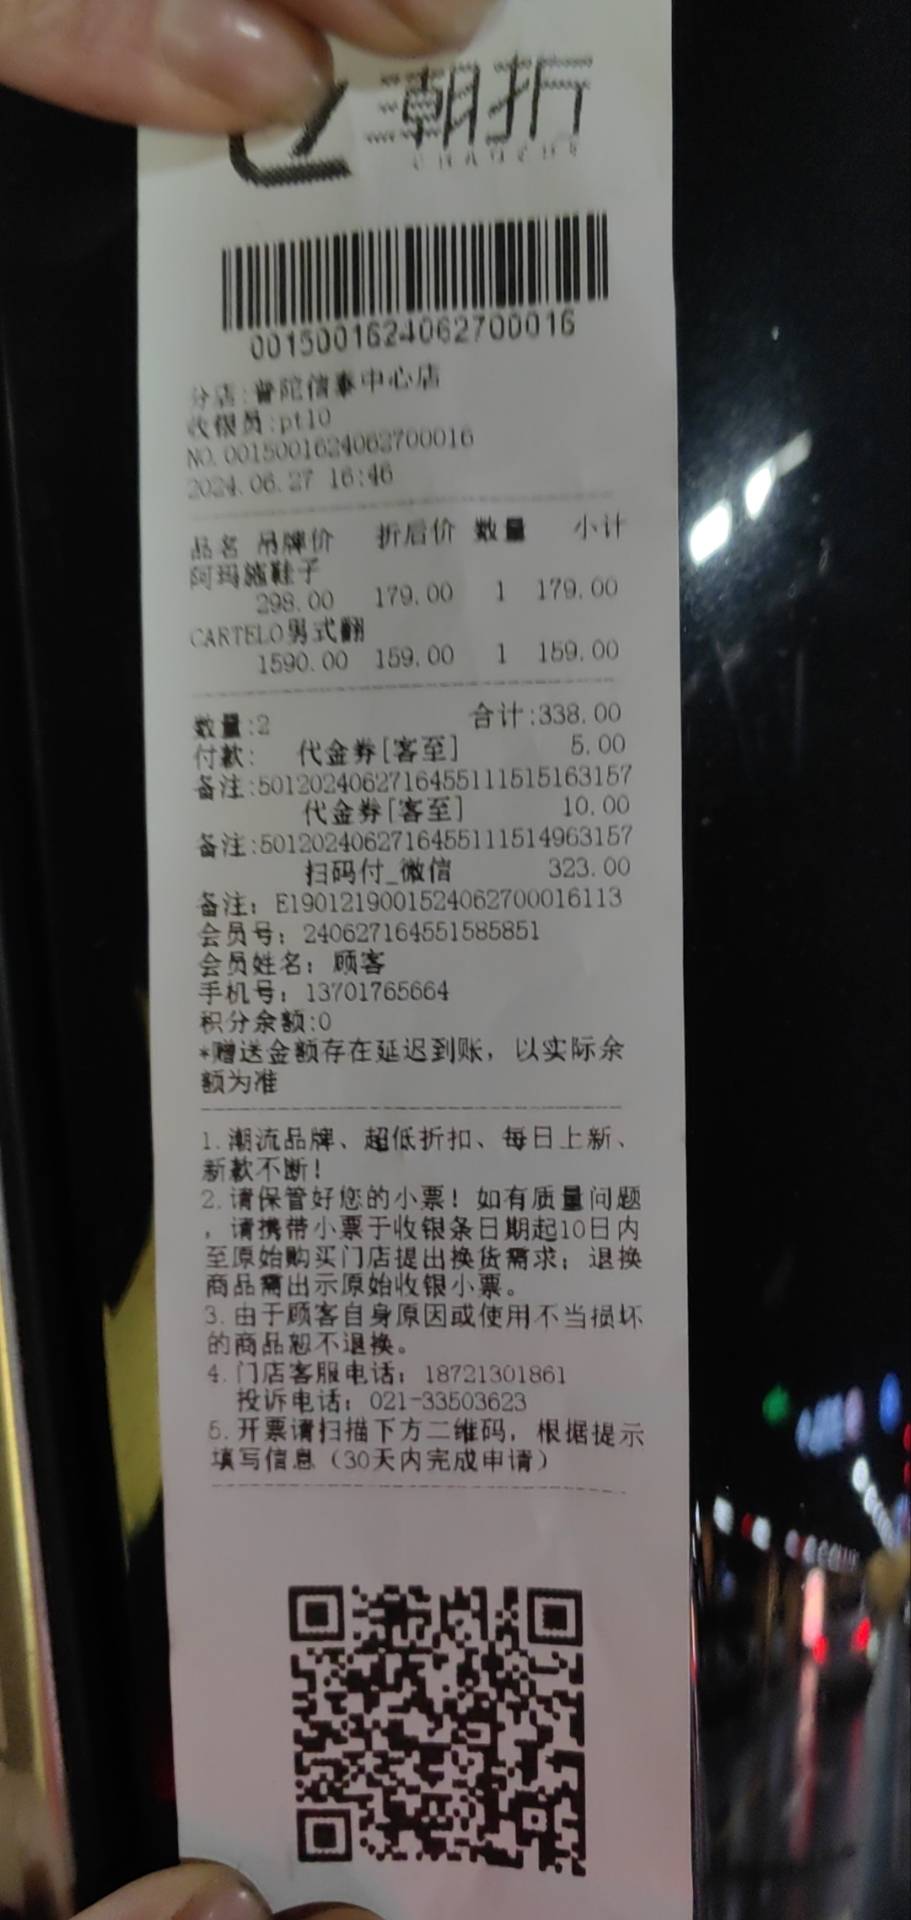 朝折
0015001624062700016
分店:普陀信泰中心店
收银员:pt10
NO.0015001624062700016
2024.06.27 16:46
品名 吊牌价 折后价 数量 小计
阿玛施鞋子
298.00 179.00 1 179.00
CARTELO男式翻
1590.00 159.00 1 159.00
数量:2 合计:338.00
付款: 代金券[客至] 5.00
备注:5012024062716455111515163157
代金券[客至] 10.00
备注:5012024062716455111514963157
扫码付_微信 323.00
备注: E1901219001524062700016113
会员号: 240627164551585851
会员姓名: 顾客
手机号: 13701765664
积分余额:0
*赠送金额存在延迟到账，以实际余
额为准
1.潮流品牌、超低折扣、每日上新、
新款不断!
2.请保管好您的小票! 如有质量问题
，请携带小票于收银条日期起10日内
至原始购买门店提出换货需求; 退换
商品需出示原始收银小票。
3.由于顾客自身原因或使用不当损坏
的商品恕不退换。
4.门店客服电话: 18721301861
投诉电话: 021-33503623
5.开票请扫描下方二维码，根据提示
填写信息（30天内完成申请）